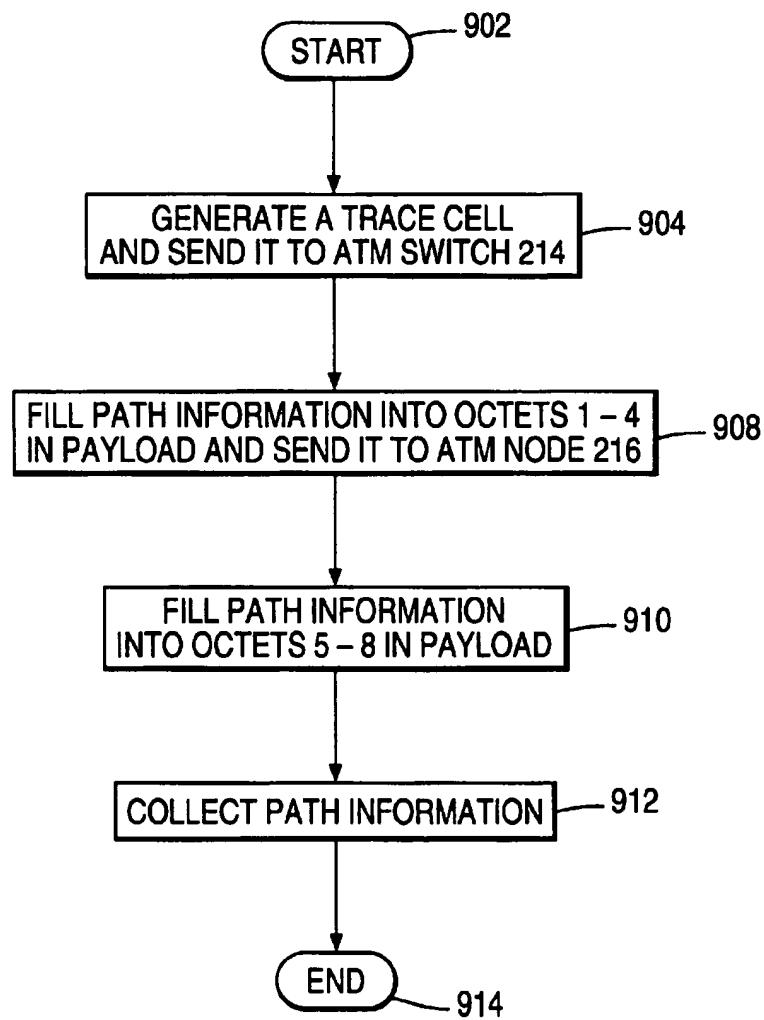 START
902
GENERATE A TRACE CELL
AND SEND IT TO ATM SWITCH 214
904
FILL PATH INFORMATION INTO OCTETS 1 – 4
IN PAYLOAD AND SEND IT TO ATM NODE 216
908
FILL PATH INFORMATION
INTO OCTETS 5 – 8 IN PAYLOAD
910
COLLECT PATH INFORMATION
912
END
914